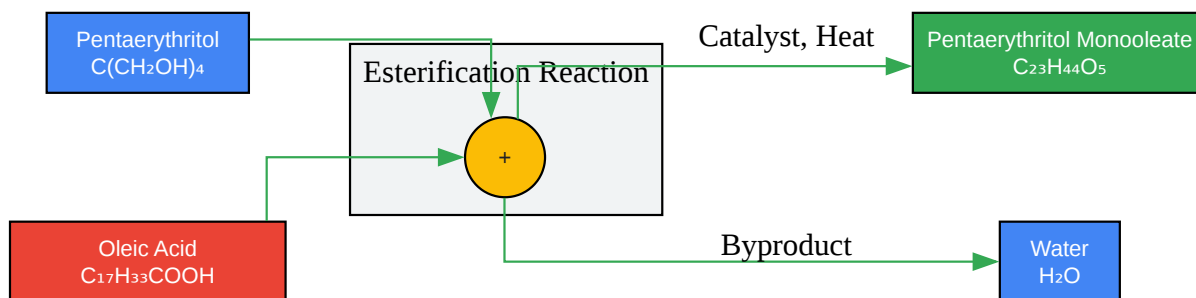 Pentaerythritol
C(CH₂OH)₄
Catalyst, Heat
Pentaerythritol Monooleate
C₂₃H₄₄O₅
Esterification Reaction
+
Oleic Acid
C₁₇H₃₃COOH
Byproduct
Water
H₂O